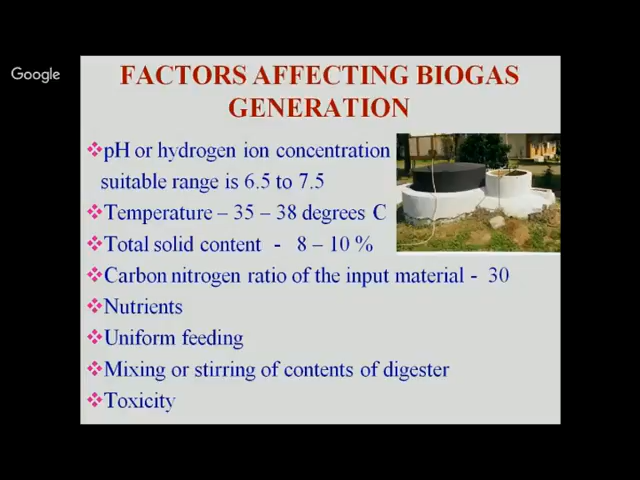 Google
FACTORS AFFECTING BIOGAS
GENERATION
❖pH or hydrogen ion concentration
suitable range is 6.5 to 7.5
❖Temperature – 35 – 38 degrees C
❖Total solid content - 8 – 10 %
❖Carbon nitrogen ratio of the input material - 30
❖Nutrients
❖Uniform feeding
❖Mixing or stirring of contents of digester
❖Toxicity